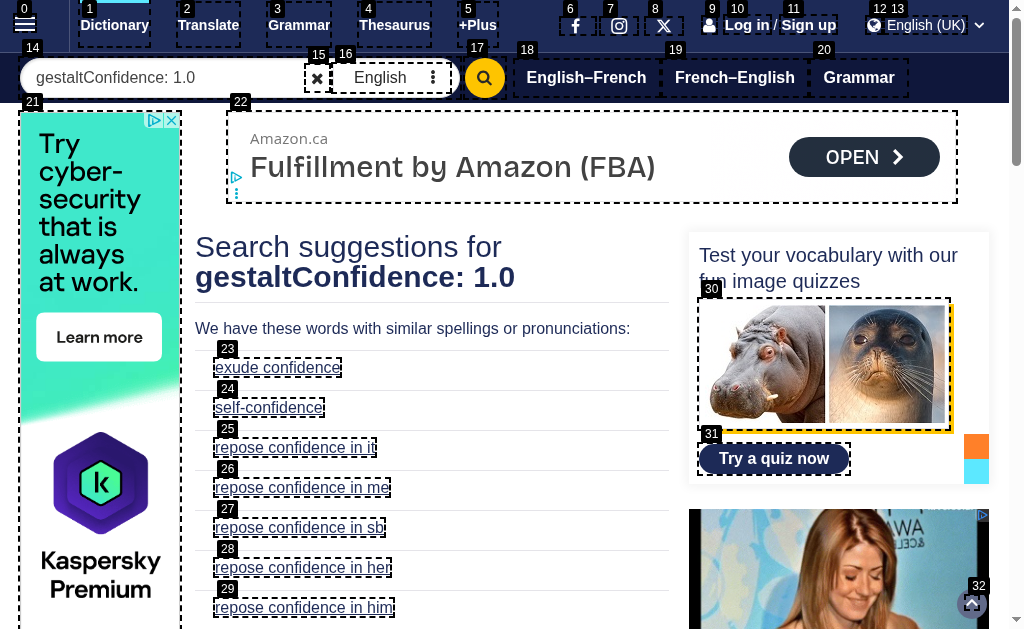 0 1 2 3 4 5 6 7 8 9 10 11 12 13
Dictionary Translate Grammar Thesaurus +Plus Log in / Sign up English (UK)
14 15 16 17 18 19 20
gestaltConfidence: 1.0 English English–French French–English Grammar
21 22
Try
cyber-
security
that is
always
at work.
Learn more
Kaspersky
Premium
Amazon.ca
Fulfillment by Amazon (FBA)
OPEN
Search suggestions for
gestaltConfidence: 1.0
We have these words with similar spellings or pronunciations:
23
exude confidence
24
self-confidence
25
repose confidence in it
26
repose confidence in me
27
repose confidence in sb
28
repose confidence in her
29
repose confidence in him
Test your vocabulary with our
fun image quizzes
30
31
Try a quiz now
32